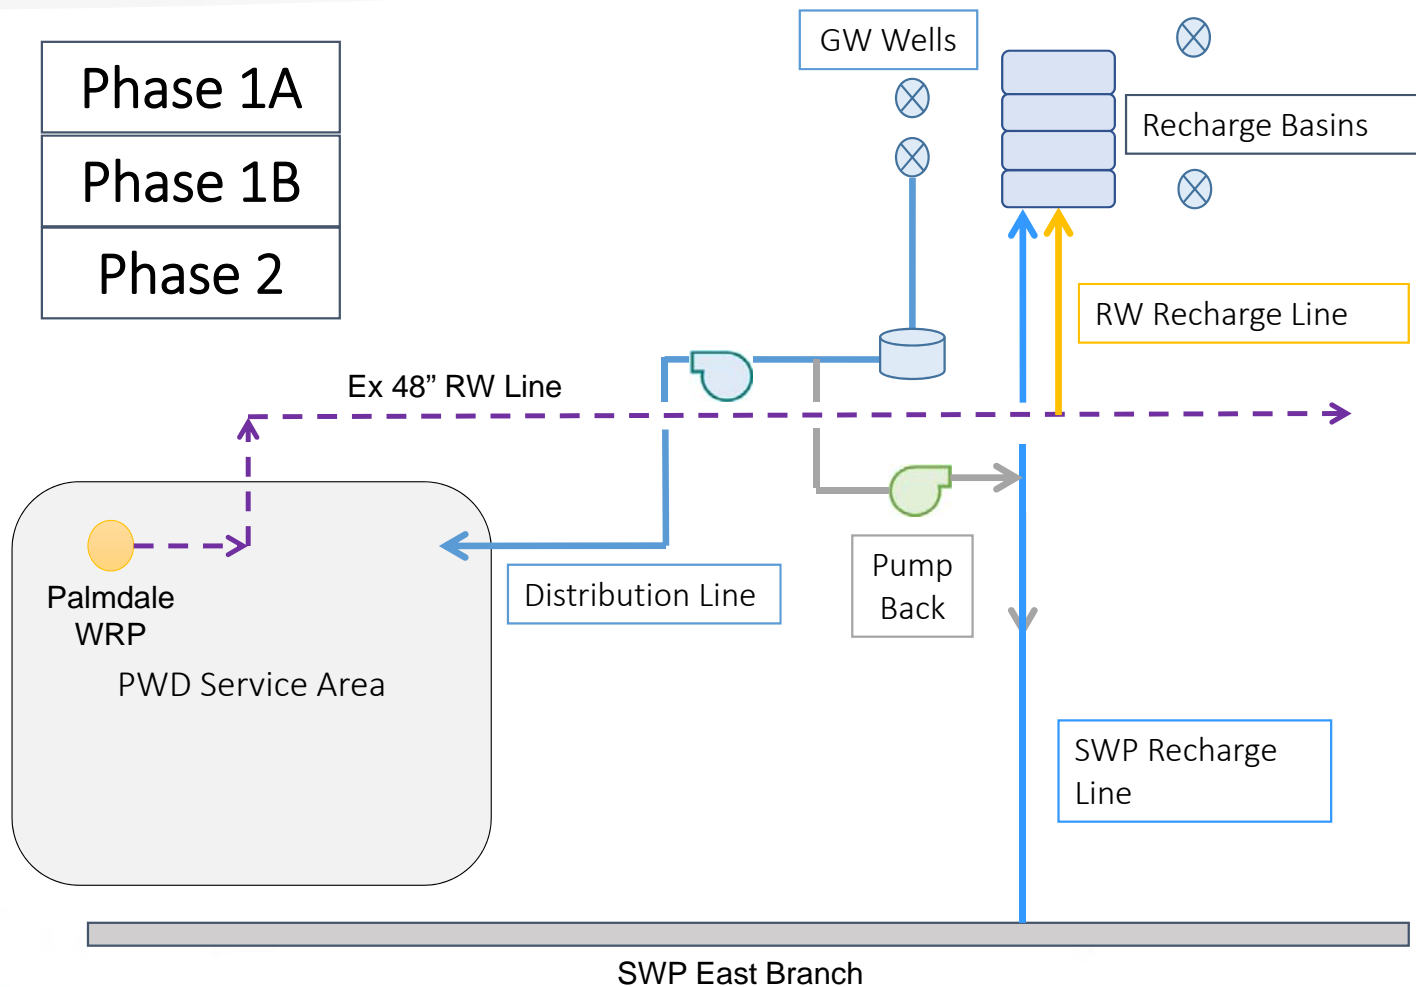 Phase 1A
Phase 1B
Phase 2
GW Wells
Recharge Basins
RW Recharge Line
Ex 48” RW Line
Pump
Back
Distribution Line
Palmdale
WRP
PWD Service Area
SWP Recharge
Line
SWP East Branch